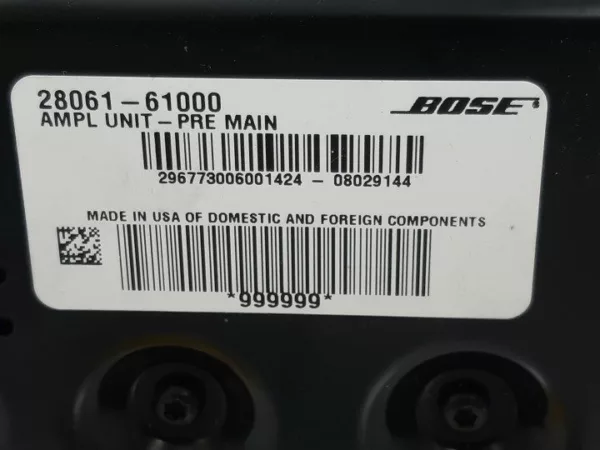 28061-61000
BOSE
AMPL UNIT-PRE MAIN
296773006001424 - 08029144
MADE IN USA OF DOMESTIC AND FOREIGN COMPONENTS
*999999*